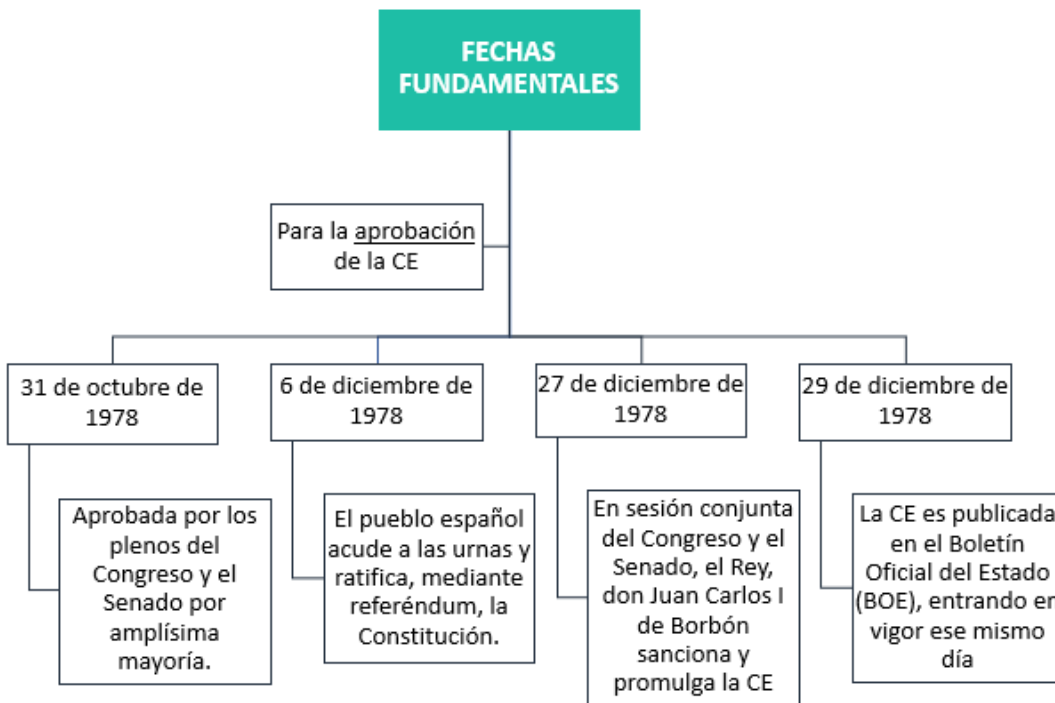 FECHAS
FUNDAMENTALES
Para la aprobación
de la CE
31 de octubre de
1978
6 de diciembre de
1978
27 de diciembre de
1978
29 de diciembre de
1978
Aprobada por los
plenos del
Congreso y el
Senado por
amplísima
mayoría.
El pueblo español
acude a las urnas y
ratifica, mediante
referéndum, la
Constitución.
En sesión conjunta
del Congreso y el
Senado, el Rey,
don Juan Carlos I
de Borbón
sanciona y
promulga la CE
La CE es publicada
en el Boletín
Oficial del Estado
(BOE), entrando en
vigor ese mismo
día